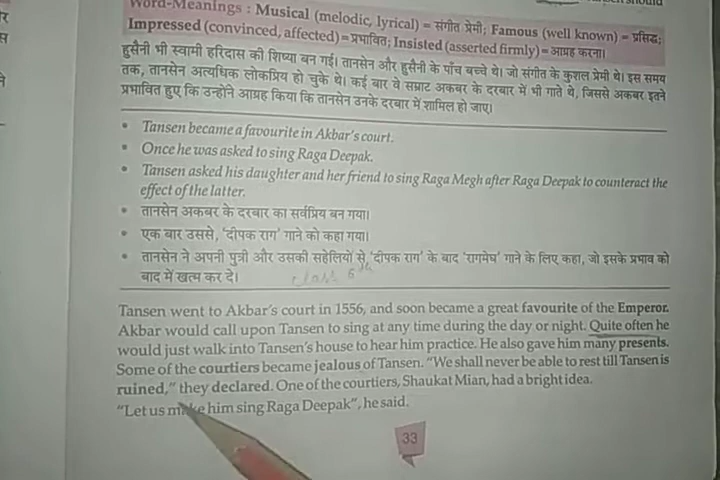 Word-Meanings : Musical (melodic, lyrical) = संगीत प्रेमी; Famous (well known) = प्रसिद्ध;
Impressed (convinced, affected) = प्रभावित; Insisted (asserted firmly) = आग्रह करना।
हुसैनी भी स्वामी हरिदास की शिष्या बन गई। तानसेन और हुसैनी के पाँच बच्चे थे। जो संगीत के कुशल प्रेमी थे। इस समय
तक, तानसेन अत्यधिक लोकप्रिय हो चुके थे। कई बार वे सम्राट अकबर के दरबार में भी गाते थे, जिससे अकबर इतने
प्रभावित हुए कि उन्होंने आग्रह किया कि तानसेन उनके दरबार में शामिल हो जाए।
• Tansen became a favourite in Akbar's court.
• Once he was asked to sing Raga Deepak.
• Tansen asked his daughter and her friend to sing Raga Megh after Raga Deepak to counteract the
effect of the latter.
• तानसेन अकबर के दरबार का सर्वप्रिय बन गया।
• एक बार उससे, 'दीपक राग' गाने को कहा गया।
• तानसेन ने अपनी पुत्री और उसकी सहेलियों से 'दीपक राग' के बाद 'रागमेघ' गाने के लिए कहा, जो इसके प्रभाव को
बाद में खत्म कर दे।
Tansen went to Akbar's court in 1556, and soon became a great favourite of the Emperor.
Akbar would call upon Tansen to sing at any time during the day or night. Quite often he
would just walk into Tansen's house to hear him practice. He also gave him many presents.
Some of the courtiers became jealous of Tansen. "We shall never be able to rest till Tansen is
ruined," they declared. One of the courtiers, Shaukat Mian, had a bright idea.
"Let us make him sing Raga Deepak", he said.
33